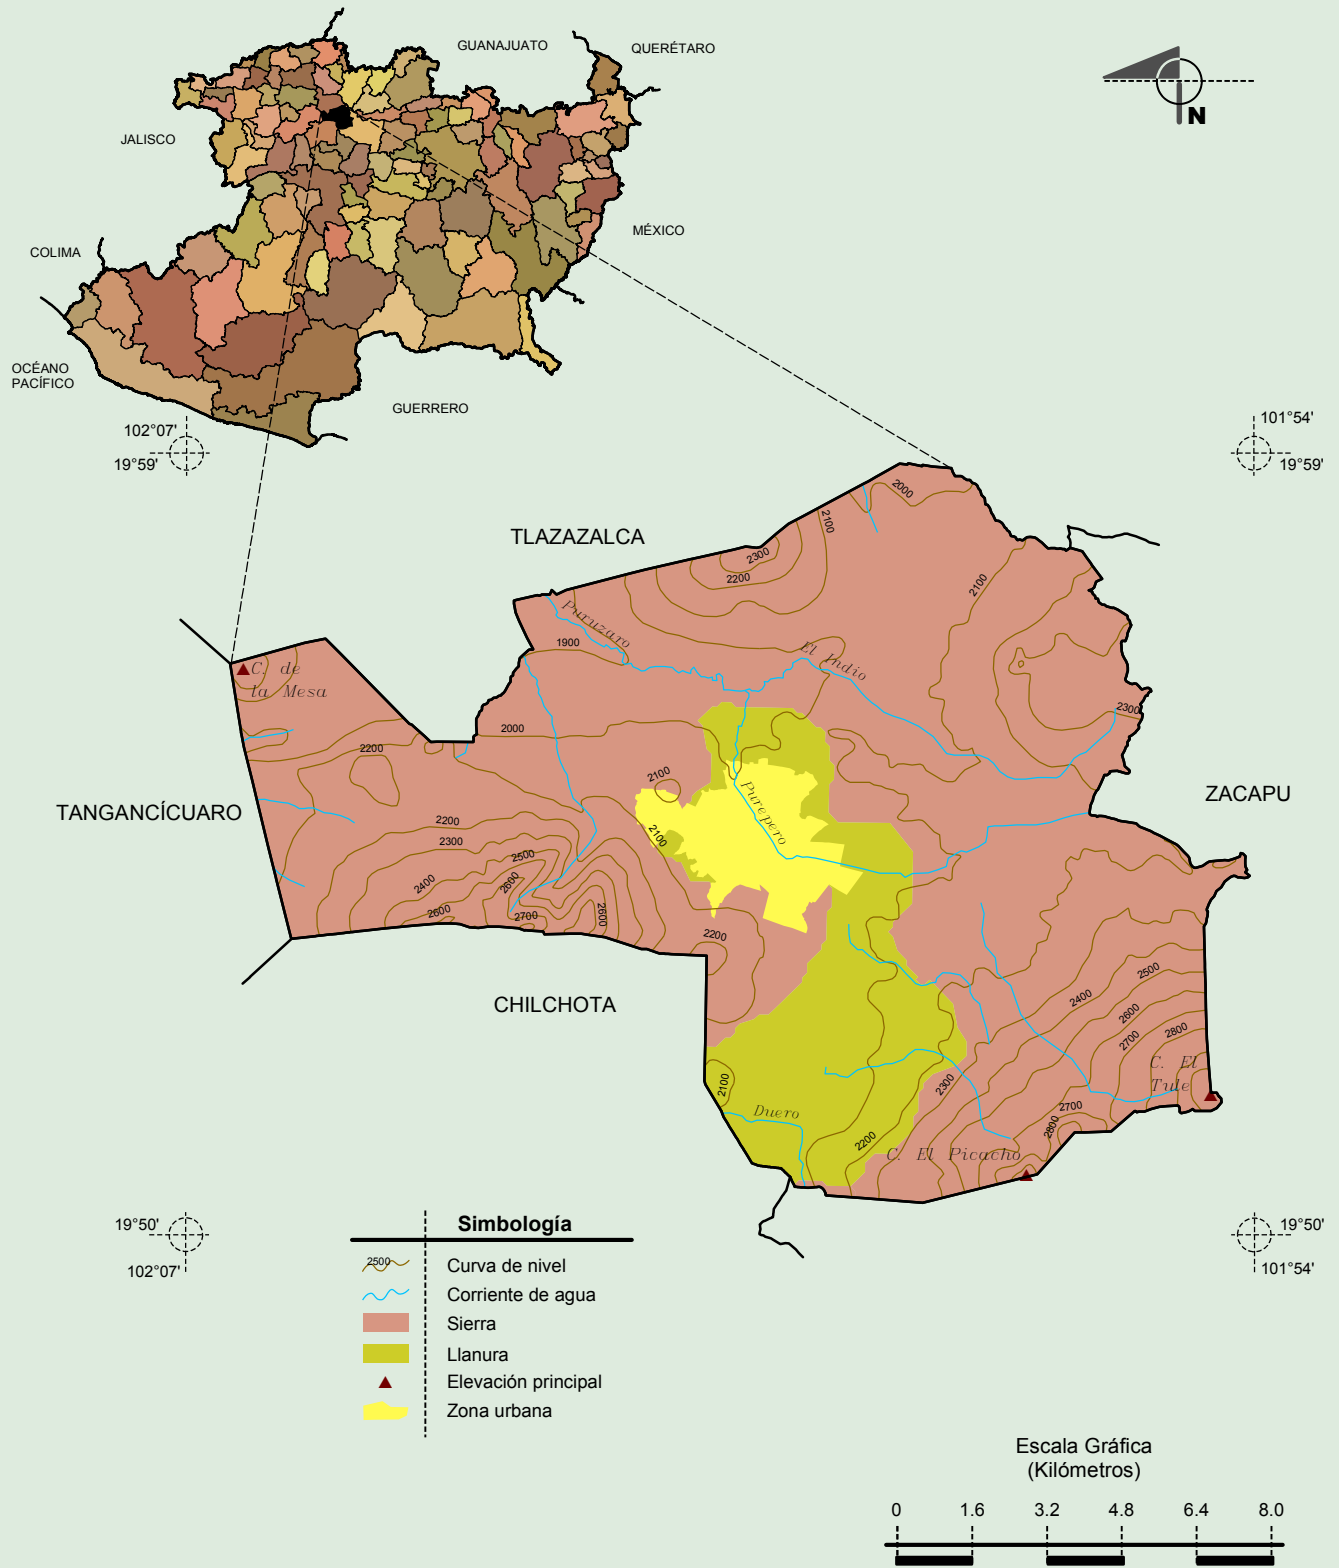 GUANAJUATO
QUERÉTARO
N
JALISCO
MÉXICO
COLIMA
OCÉANO
PACÍFICO
GUERRERO
102°07'
19°59'
101°54'
19°59'
TLAZAZALCA
2000
2100
2300
2200
2100
Puruzaro
1900
El Indio
C. de
la Mesa
2300
2000
2200
2100
ZACAPU
TANGANCÍCUARO
Purepero
2200
2100
2300
2500
2400
2600
2600
2700
2600
2200
2500
2400
2600
2700
2800
CHILCHOTA
C. El
Tule
2100
2300
Duero
2700
2800
2200
C. El Picacho
19°50'
102°07'
19°50'
101°54'
Simbología
2500
Curva de nivel
Corriente de agua
Sierra
Llanura
Elevación principal
Zona urbana
Escala Gráfica
(Kilómetros)
0 1.6 3.2 4.8 6.4 8.0